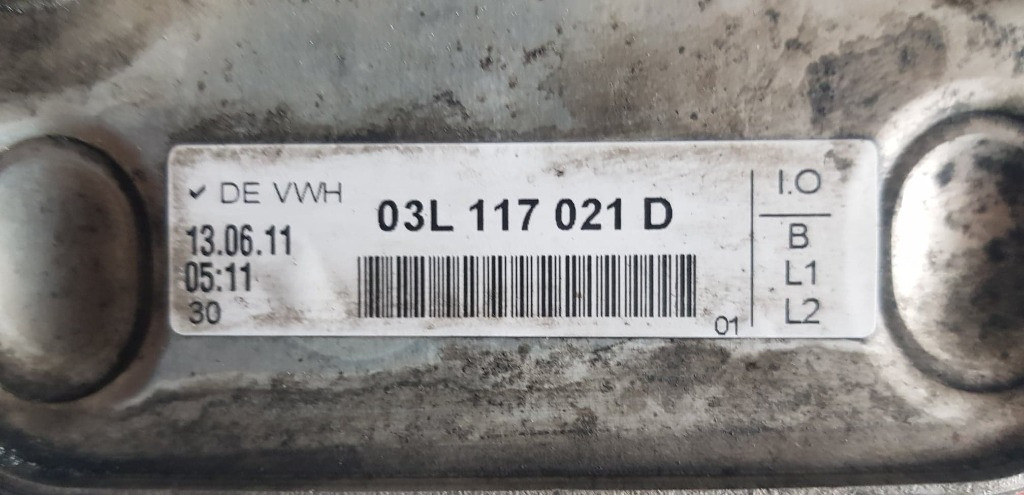 ✓ DE VWH
03L 117 021 D
13.06.11
05:11
30
01
I.O
B
L1
L2